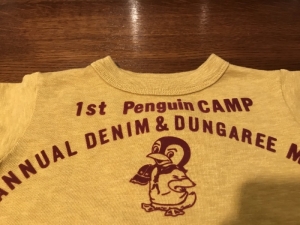 1st Penguin CAMP
ANNUAL DENIM & DUNGAREE M